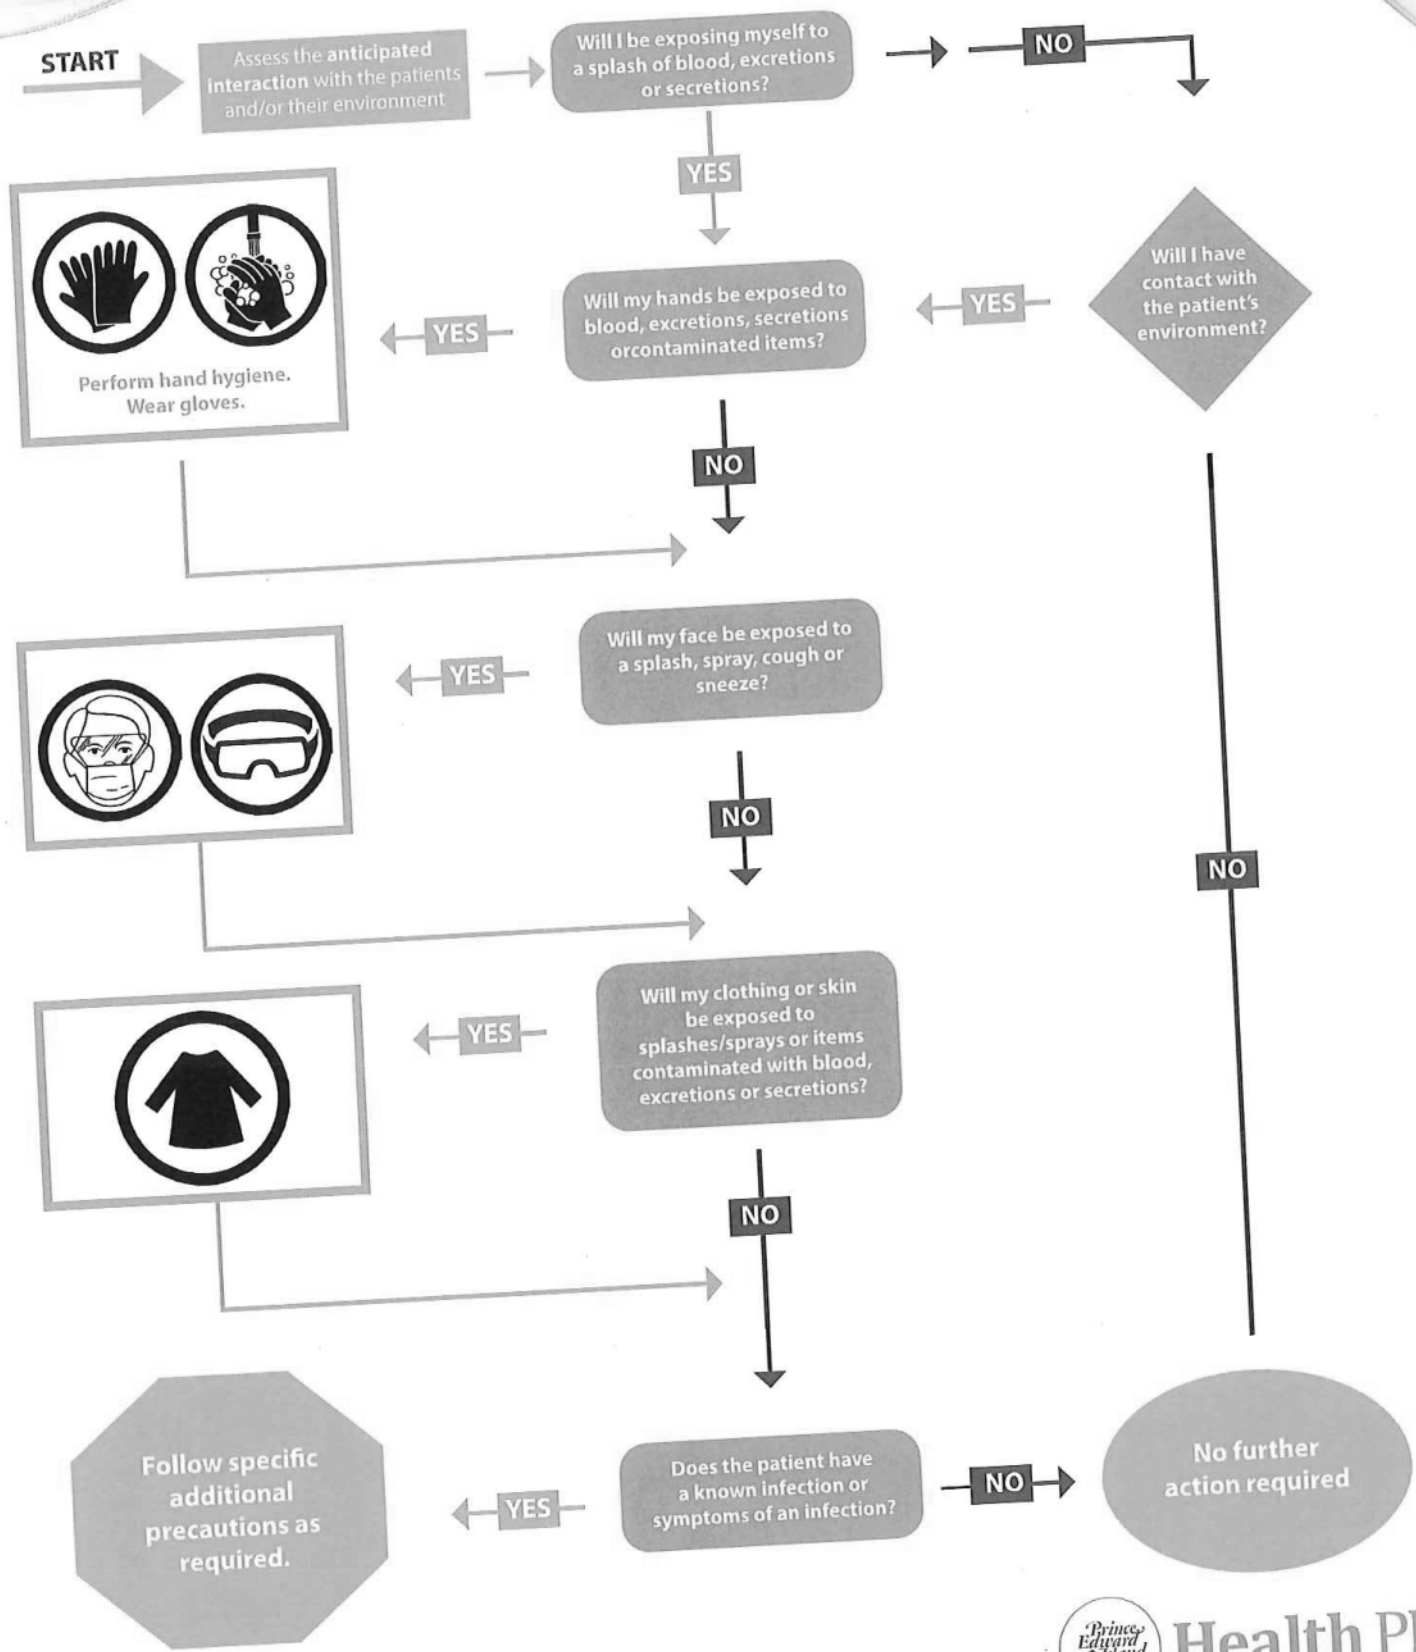 START
Assess the anticipated
interaction with the patients
and/or their environment
Will I be exposing myself to
a splash of blood, excretions
or secretions?
NO
YES
Perform hand hygiene.
Wear gloves.
YES
Will my hands be exposed to
blood, excretions, secretions
orcontaminated items?
YES
Will I have
contact with
the patient's
environment?
NO
YES
Will my face be exposed to
a splash, spray, cough or
sneeze?
NO
NO
YES
Will my clothing or skin
be exposed to
splashes/sprays or items
contaminated with blood,
excretions or secretions?
NO
Follow specific
additional
precautions as
required.
YES
Does the patient have
a known infection or
symptoms of an infection?
NO
No further
action required
Prince
Edward
Health